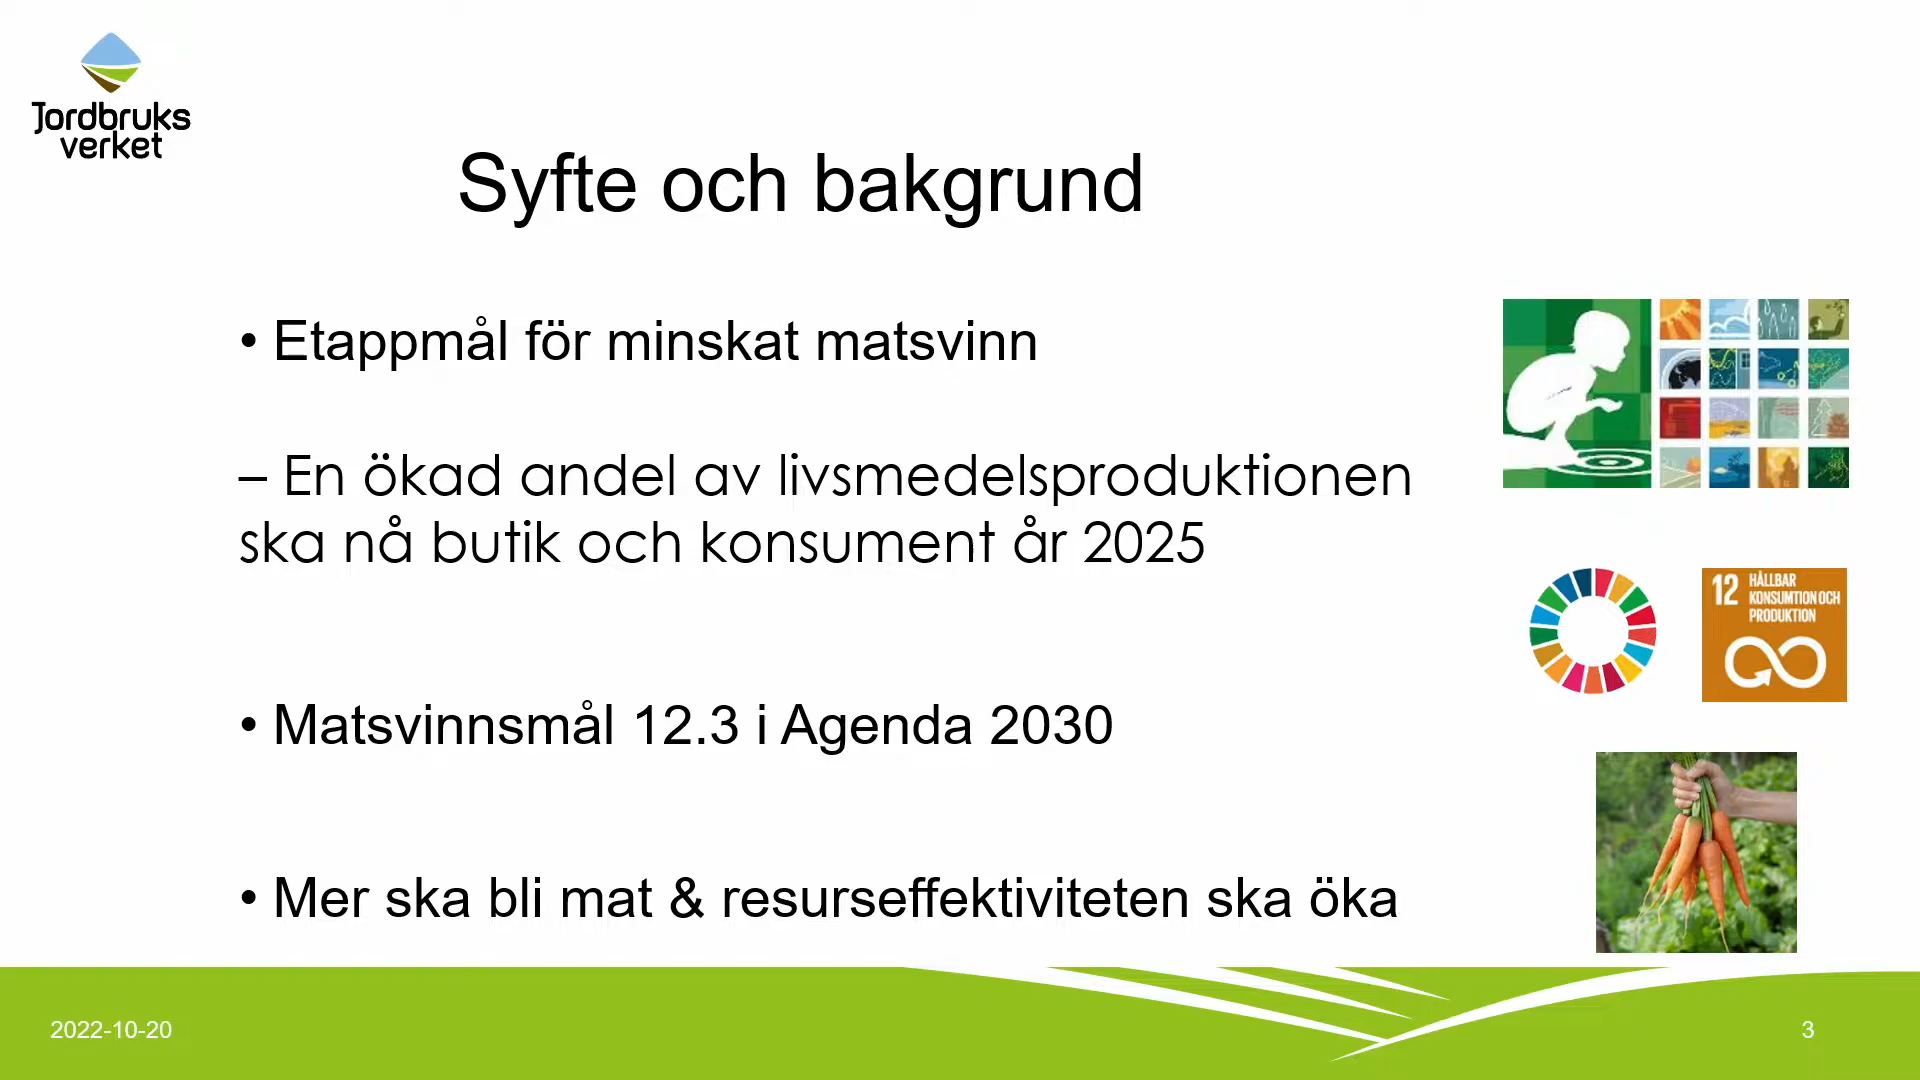 Jordbruks
verket
Syfte och bakgrund
• Etappmål för minskat matsvinn
– En ökad andel av livsmedelsproduktionen
ska nå butik och konsument år 2025
12 HÅLLBAR
KONSUMTION OCH
PRODUKTION
• Matsvinnsmål 12.3 i Agenda 2030
• Mer ska bli mat & resurseffektiviteten ska öka
2022-10-20
3